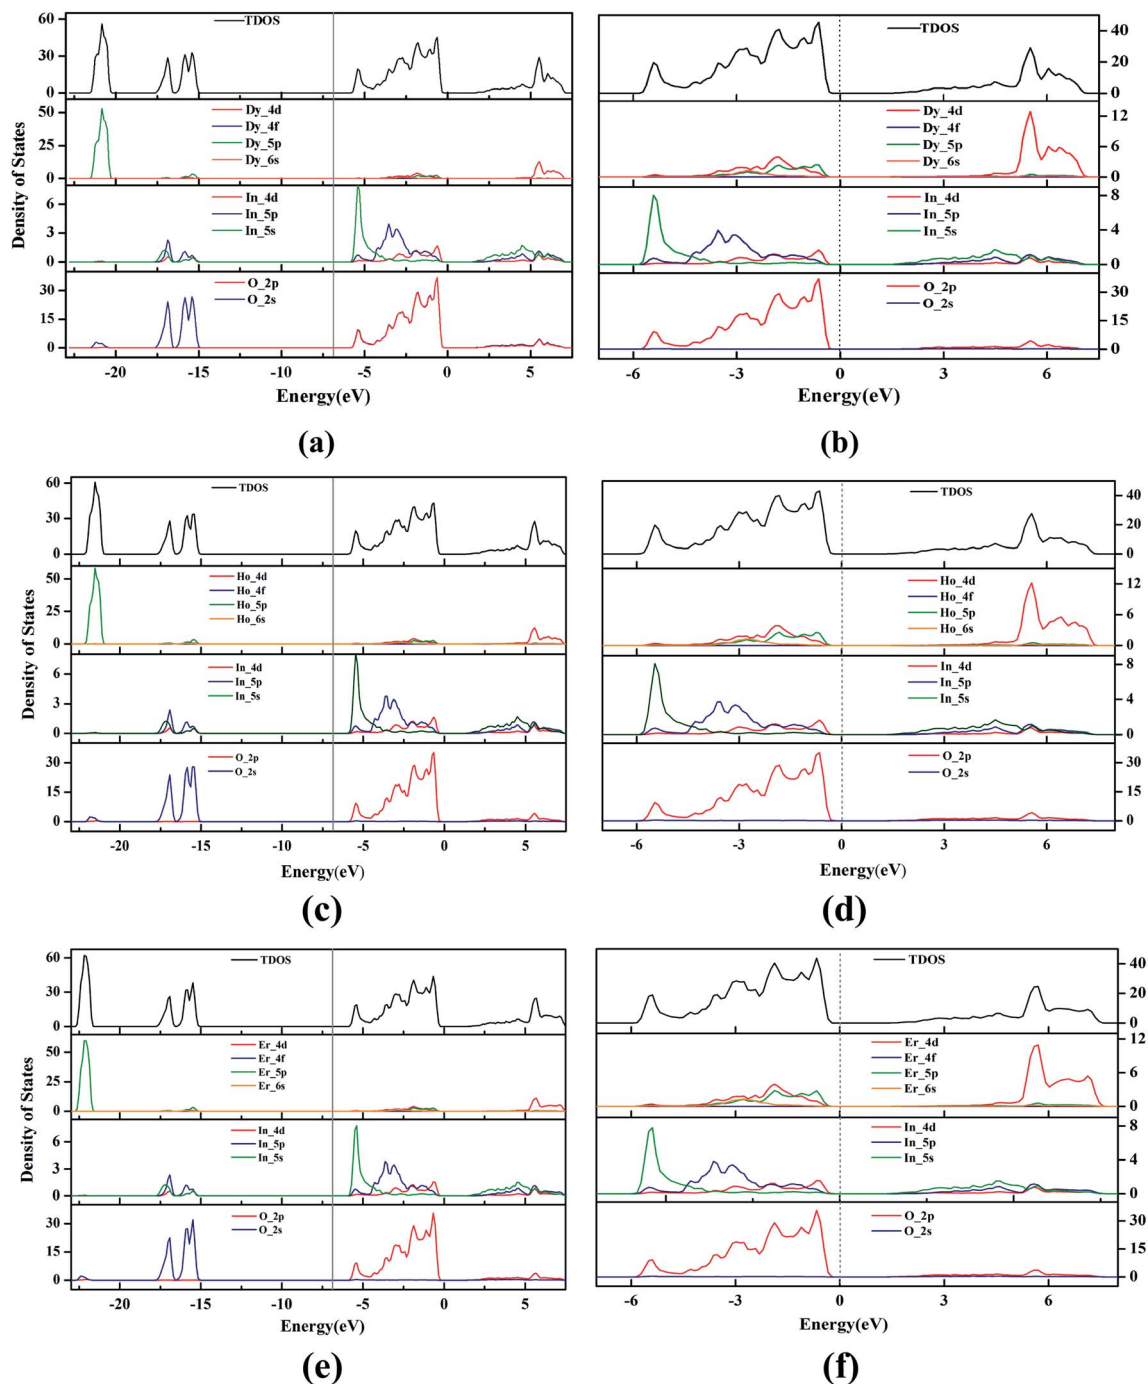 Density of States
60
30
0
TDOS
50
25
0
Dy_4d
Dy_4f
Dy_5p
Dy_6s
6
3
0
In_4d
In_5p
In_5s
30
15
0
O_2p
O_2s
-20 -15 -10 -5 0 5
Energy(eV)
(a)
TDOS
40
20
0
Dy_4d
Dy_4f
Dy_5p
Dy_6s
12
6
0
In_4d
In_5p
In_5s
8
4
0
O_2p
O_2s
30
15
0
-6 -3 0 3 6
Energy(eV)
(b)
Density of States
60
30
0
TDOS
50
25
0
Ho_4d
Ho_4f
Ho_5p
Ho_6s
6
3
0
In_4d
In_5p
In_5s
30
15
0
O_2p
O_2s
-20 -15 -10 -5 0 5
Energy(eV)
(c)
TDOS
40
20
0
Ho_4d
Ho_4f
Ho_5p
Ho_6s
12
6
0
In_4d
In_5p
In_5s
8
4
0
O_2p
O_2s
30
15
0
-6 -3 0 3 6
Energy(eV)
(d)
Density of States
60
30
0
TDOS
50
25
0
Er_4d
Er_4f
Er_5p
Er_6s
6
3
0
In_4d
In_5p
In_5s
30
15
0
O_2p
O_2s
-20 -15 -10 -5 0 5
Energy(eV)
(e)
TDOS
40
20
0
Er_4d
Er_4f
Er_5p
Er_6s
12
6
0
In_4d
In_5p
In_5s
8
4
0
O_2p
O_2s
30
15
0
-6 -3 0 3 6
Energy(eV)
(f)